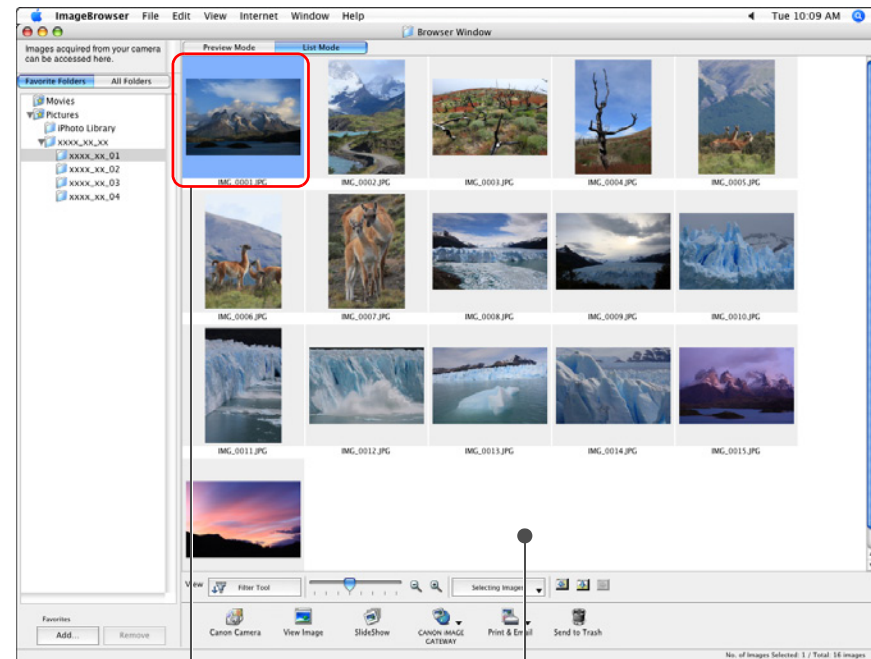 ImageBrowser File Edit View Internet Window Help Tue 10:09 AM
Browser Window
Images acquired from your camera
can be accessed here.
Preview Mode List Mode
Favorite Folders All Folders
Movies
Pictures
iPhoto Library
xxxx_xx_xx
xxxx_xx_01
xxxx_xx_02
xxxx_xx_03
xxxx_xx_04
IMG_0001.JPG IMG_0002.JPG IMG_0003.JPG IMG_0004.JPG IMG_0005.JPG
IMG_0006.JPG IMG_0007.JPG IMG_0008.JPG IMG_0009.JPG IMG_0010.JPG
IMG_0011.JPG IMG_0012.JPG IMG_0013.JPG IMG_0014.JPG IMG_0015.JPG
View Filter Tool Selecting Images
Favorites
Add... Remove
Canon Camera View Image SlideShow CANON iMAGE GATEWAY Print & Email Send to Trash
No. of Images Selected: 1 / Total: 16 images